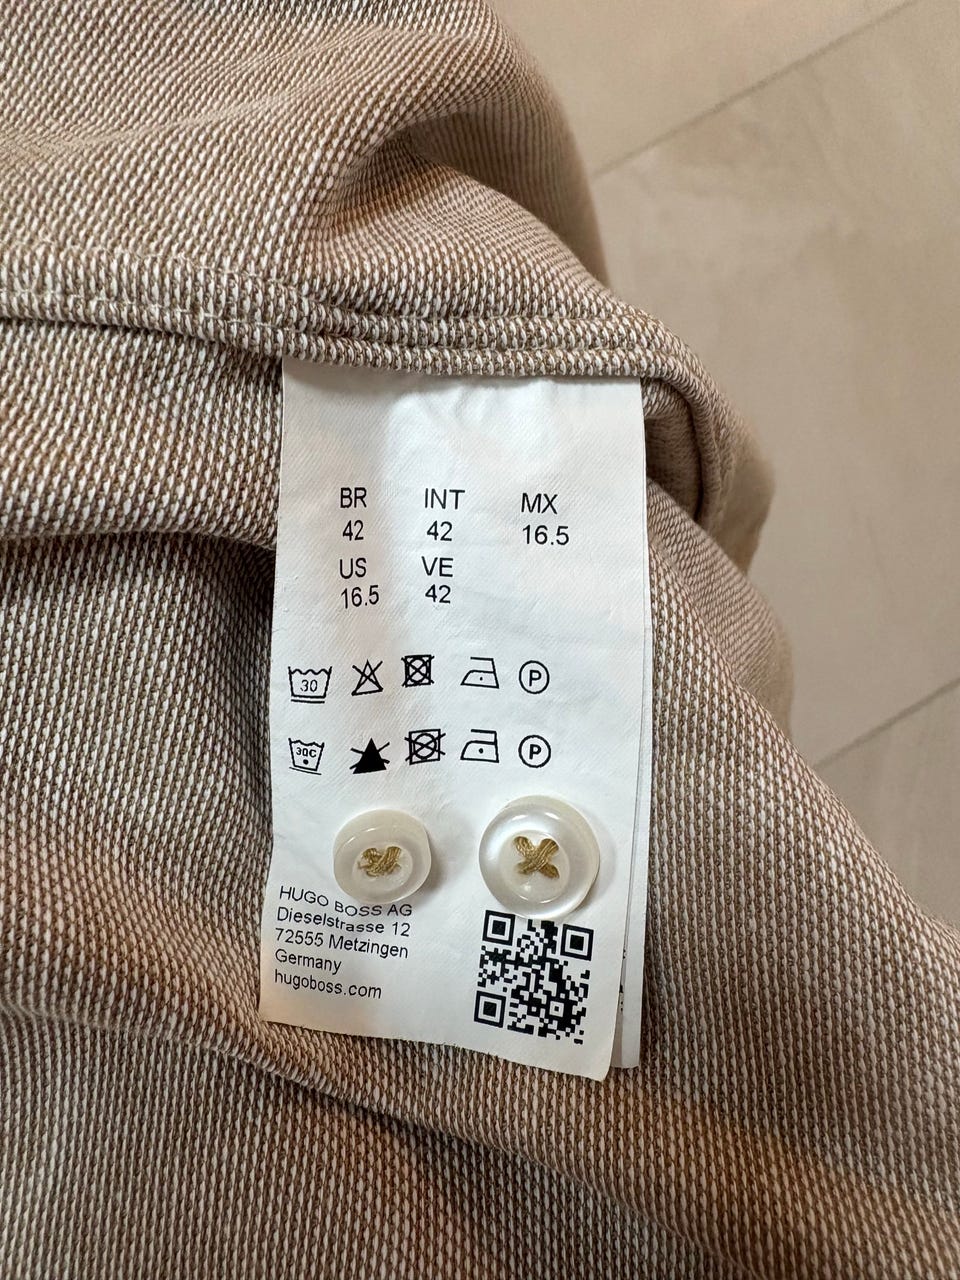 BR INT MX
42 42 16.5
US VE
16.5 42
30 P
30C P
HUGO BOSS AG
Dieselstrasse 12
72555 Metzingen
Germany
hugoboss.com